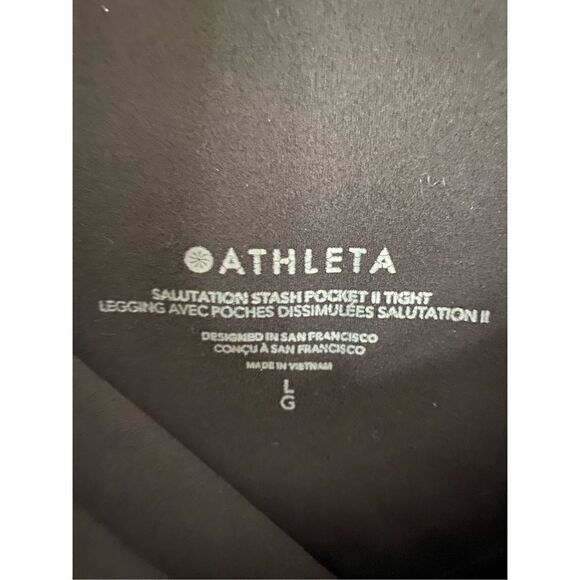 ATHLETA
SALUTATION STASH POCKET II TIGHT
LEGGING AVEC POCHES DISSIMULÉES SALUTATION II
DESIGNED IN SAN FRANCISCO
CONÇU À SAN FRANCISCO
MADE IN VIETNAM
L
G